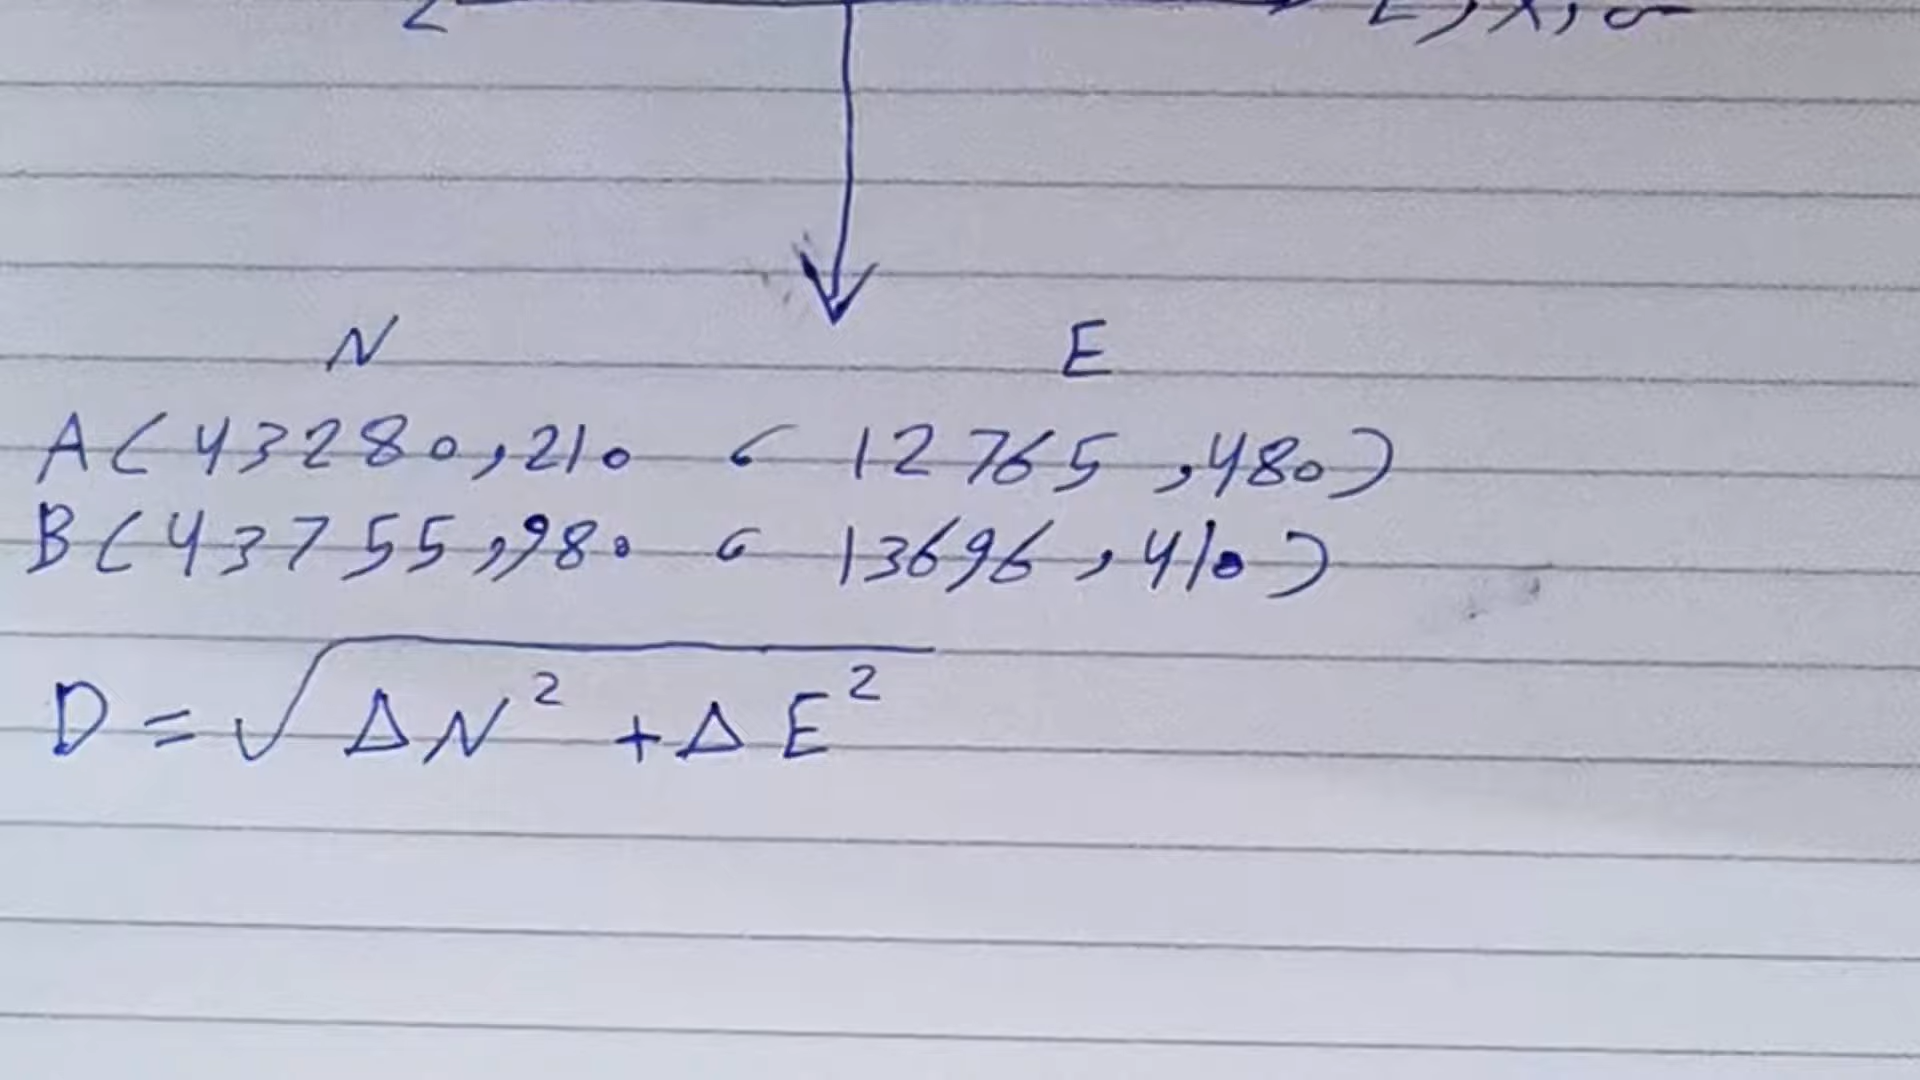 N E
A ( 43280,210 ، 12765,480 )
B ( 43755,980 ، 13696,410 )
D = √ΔN² + ΔE²